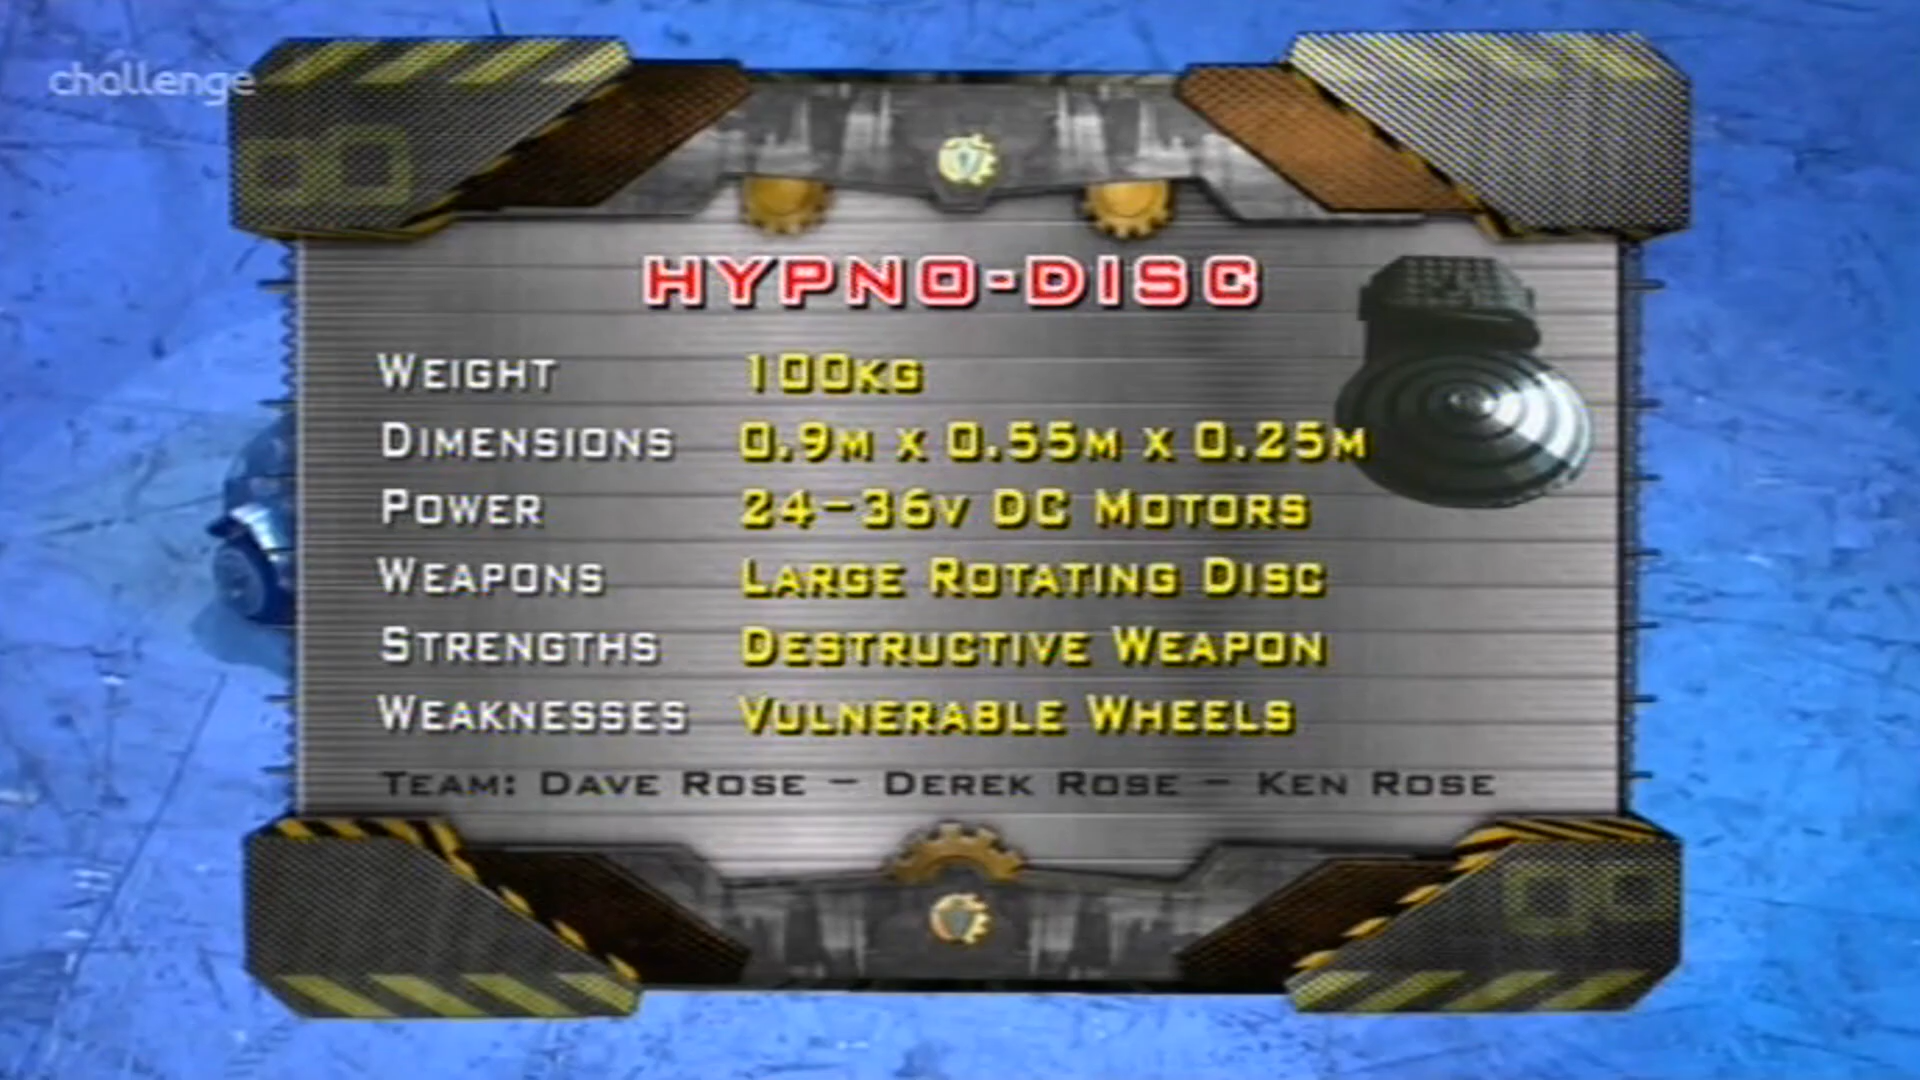 challenge
HYPNO-DISC
WEIGHT 100KG
DIMENSIONS 0.9M X 0.55M X 0.25M
POWER 24-36V DC MOTORS
WEAPONS LARGE ROTATING DISC
STRENGTHS DESTRUCTIVE WEAPON
WEAKNESSES VULNERABLE WHEELS
TEAM: DAVE ROSE - DEREK ROSE - KEN ROSE